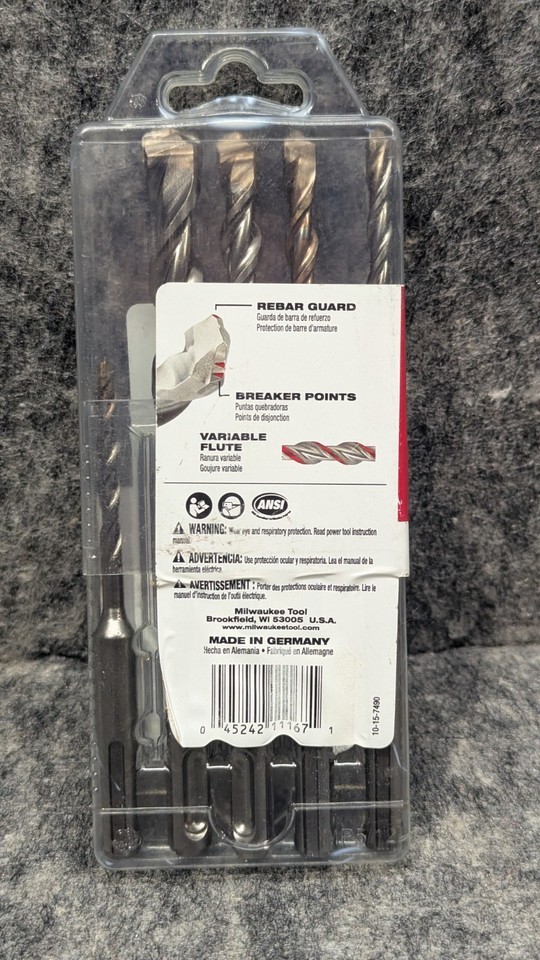 REBAR GUARD
Guarda de barra de refuerzo
Protection de barre d'armature
BREAKER POINTS
Puntas quebradoras
Points de disjonction
VARIABLE
FLUTE
Ranura variable
Goujure variable
ANSI
WARNING: Wear eye and respiratory protection. Read power tool instruction
manual.
ADVERTENCIA: Use protección ocular y respiratoria. Lea el manual de la
herramienta eléctrica.
AVERTISSEMENT : Porter des protections oculaire et respiratoire. Lire le
manuel d'instruction de l'outil électrique.
Milwaukee Tool
Brookfield, WI 53005 U.S.A.
www.milwaukeetool.com
MADE IN GERMANY
Hecha en Alemania • Fabriqué en Allemagne
0 45242 11167 1
10-15-7490